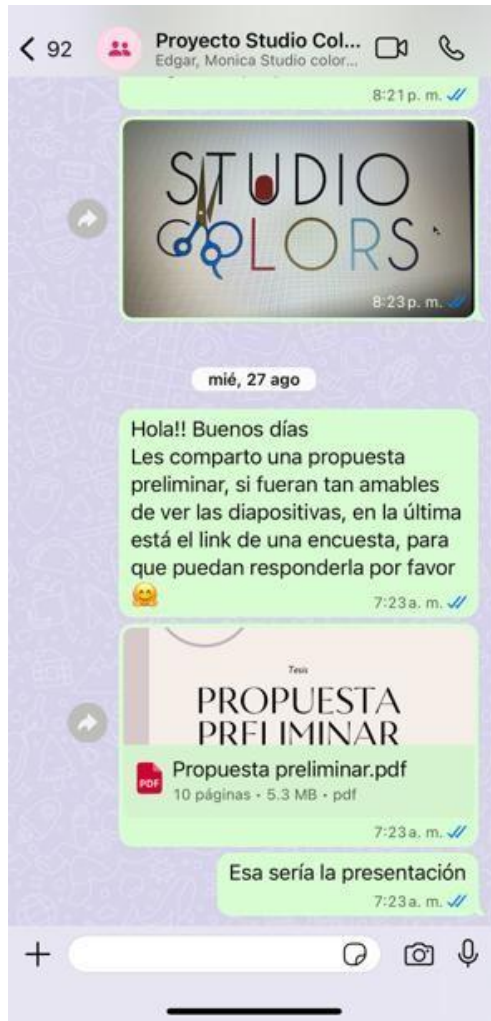 92
Proyecto Studio Col...
Edgar, Monica Studio color...
8:21 p. m.
STUDIO
COLORS
8:23 p. m.
mié, 27 ago
Hola!! Buenos días
Les comparto una propuesta
preliminar, si fueran tan amables
de ver las diapositivas, en la última
está el link de una encuesta, para
que puedan responderla por favor
🤗
7:23 a. m.
Tesis
PROPUESTA
PRELIMINAR
PDF
Propuesta preliminar.pdf
10 páginas • 5.3 MB • pdf
7:23 a. m.
Esa sería la presentación
7:23 a. m.